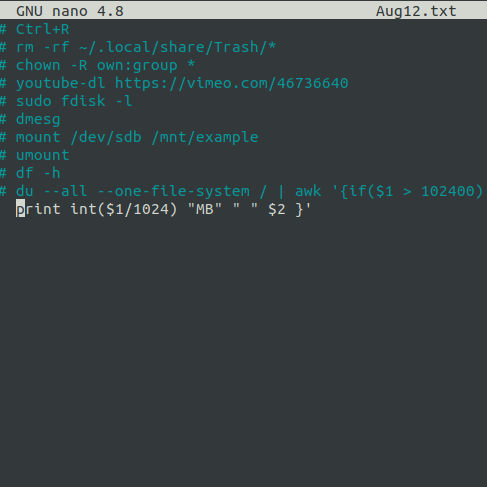 GNU nano 4.8 Aug12.txt
# Ctrl+R
# rm -rf ~/.local/share/Trash/*
# chown -R own:group *
# youtube-dl https://vimeo.com/46736640
# sudo fdisk -l
# dmesg
# mount /dev/sdb /mnt/example
# umount
# df -h
# du --all --one-file-system / | awk '{if($1 > 102400)
print int($1/1024) "MB" " " $2 }'